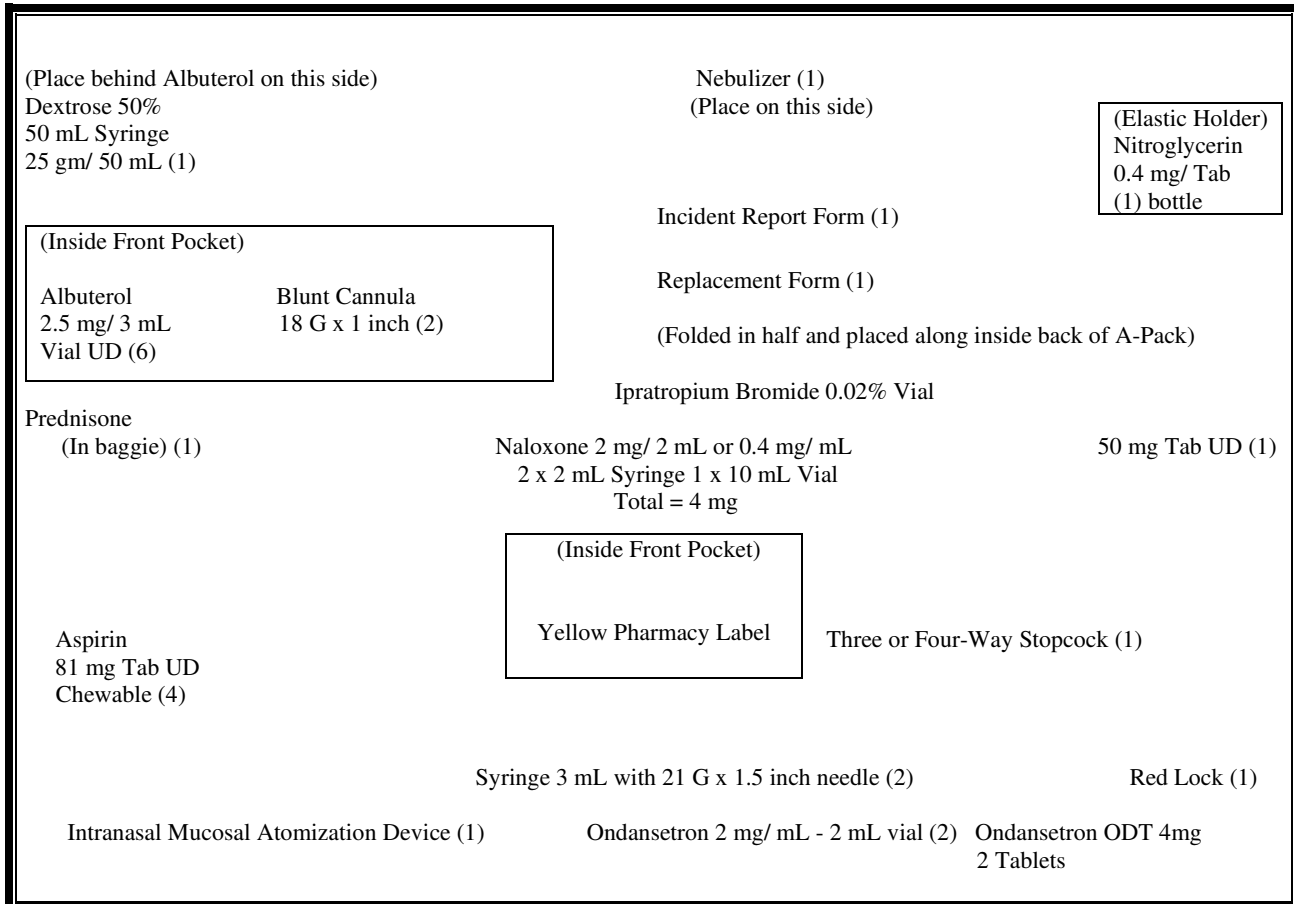 (Place behind Albuterol on this side)
Dextrose 50%
50 mL Syringe
25 gm/ 50 mL (1)
Nebulizer (1)
(Place on this side)
(Elastic Holder)
Nitroglycerin
0.4 mg/ Tab
(1) bottle
Incident Report Form (1)
Replacement Form (1)
(Folded in half and placed along inside back of A-Pack)
(Inside Front Pocket)
Albuterol
2.5 mg/ 3 mL
Vial UD (6)
Blunt Cannula
18 G x 1 inch (2)
Ipratropium Bromide 0.02% Vial
Prednisone
(In baggie) (1)
Naloxone 2 mg/ 2 mL or 0.4 mg/ mL
2 x 2 mL Syringe 1 x 10 mL Vial
Total = 4 mg
50 mg Tab UD (1)
(Inside Front Pocket)
Yellow Pharmacy Label
Aspirin
81 mg Tab UD
Chewable (4)
Three or Four-Way Stopcock (1)
Syringe 3 mL with 21 G x 1.5 inch needle (2)
Red Lock (1)
Intranasal Mucosal Atomization Device (1)
Ondansetron 2 mg/ mL - 2 mL vial (2)
Ondansetron ODT 4mg
2 Tablets